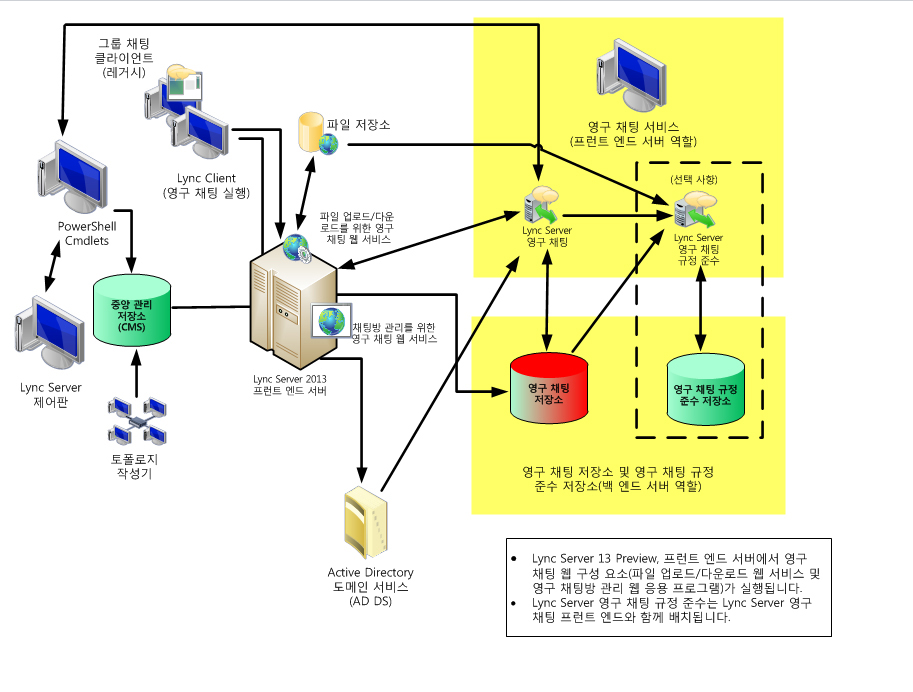 그룹 채팅
클라이언트
(레거시)
Lync Client
(영구 채팅 실행)
파일 저장소
영구 채팅 서비스
(프런트 엔드 서버 역할)
(선택 사항)
PowerShell
Cmdlets
파일 업로드/다운
로드를 위한 영구
채팅 웹 서비스
Lync Server
영구 채팅
Lync Server
영구 채팅
규정 준수
중앙 관리
저장소
(CMS)
채팅방 관리를 위한
영구 채팅 웹 서비스
Lync Server
제어판
Lync Server 2013
프런트 엔드 서버
영구 채팅
저장소
영구 채팅 규정
준수 저장소
토폴로지
작성기
영구 채팅 저장소 및 영구 채팅 규정
준수 저장소(백 엔드 서버 역할)
Active Directory
도메인 서비스
(AD DS)
• Lync Server 13 Preview, 프런트 엔드 서버에서 영구
채팅 웹 구성 요소(파일 업로드/다운로드 웹 서비스 및
영구 채팅방 관리 웹 응용 프로그램)가 실행됩니다.
• Lync Server 영구 채팅 규정 준수는 Lync Server 영구
채팅 프런트 엔드와 함께 배치됩니다.